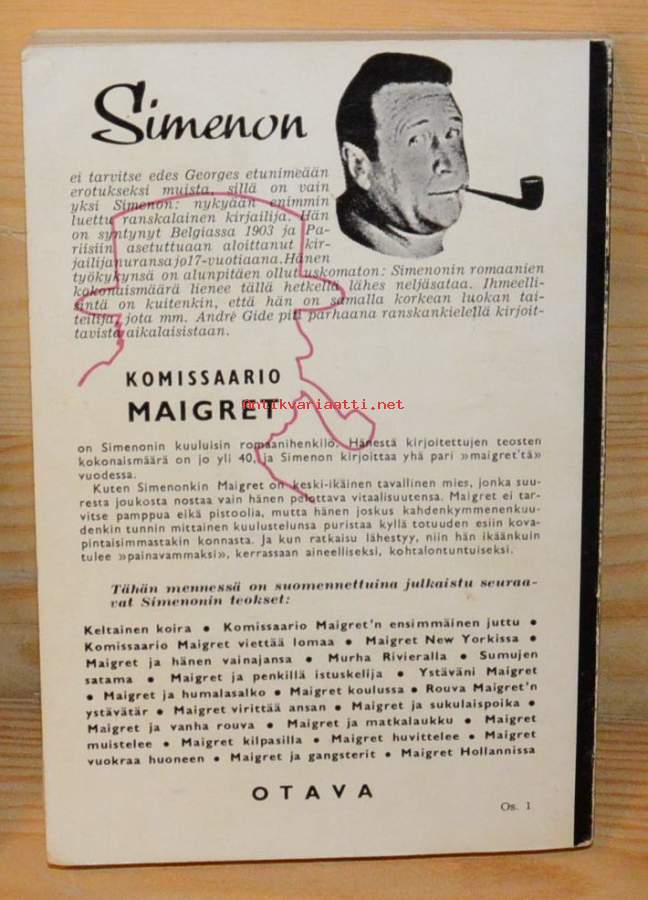 Simenon
ei tarvitse edes Georges etunimeään
erotukseksi muista, sillä on vain
yksi Simenon: nykyään enimmin
luettu ranskalainen kirjailija. Hän
on syntynyt Belgiassa 1903 ja Pa-
riisiin asetuttuaan aloittanut kir-
jailijanuransa jo 17-vuotiaana. Hänen
työkykynsä on alunpitäen ollut uskomaton: Simenonin romaanien
kokonaismäärä lienee tällä hetkellä lähes neljäsataa. Ihmeelli-
sintä on kuitenkin, että hän on samalla korkean luokan tai-
teilija, jota mm. André Gide piti parhaana ranskankielellä kirjoit-
tavista aikalaisistaan.
KOMISSAARIO
MAIGRET
Antikvariaatti.net
on Simenonin kuuluisin romaanihenkilö. Hänestä kirjoitettujen teosten
kokonaismäärä on jo yli 40, ja Simenon kirjoittaa yhä pari »maigret'tä»
vuodessa.
Kuten Simenonkin Maigret on keski-ikäinen tavallinen mies, jonka suu-
resta joukosta nostaa vain hänen pelottava vitaalisuutensa. Maigret ei tar-
vitse pamppua eikä pistoolia, mutta hänen joskus kahdenkymmenenkuu-
denkin tunnin mittainen kuulustelunsa puristaa kyllä totuuden esiin kova-
pintaisimmastakin konnasta. Ja kun ratkaisu lähestyy, niin hän ikäänkuin
tulee »painavammaksi», kerrassaan aineelliseksi, kohtalontuntuiseksi.
Tähän mennessä on suomennettuina julkaistu seuraa-
vat Simenonin teokset:
Keltainen koira • Komissaario Maigret'n ensimmäinen juttu •
Komissaario Maigret viettää lomaa • Maigret New Yorkissa •
Maigret ja hänen vainajansa • Murha Rivieralla • Sumujen
satama • Maigret ja penkillä istuskelija • Ystäväni Maigret
• Maigret ja humalasalko • Maigret koulussa • Rouva Maigret'n
ystävätär • Maigret virittää ansan • Maigret ja sukulaispoika •
Maigret ja vanha rouva • Maigret ja matkalaukku • Maigret
muistelee • Maigret kilpasilla • Maigret huvittelee • Maigret
vuokraa huoneen • Maigret ja gangsterit • Maigret Hollannissa
OTAVA
Os. 1